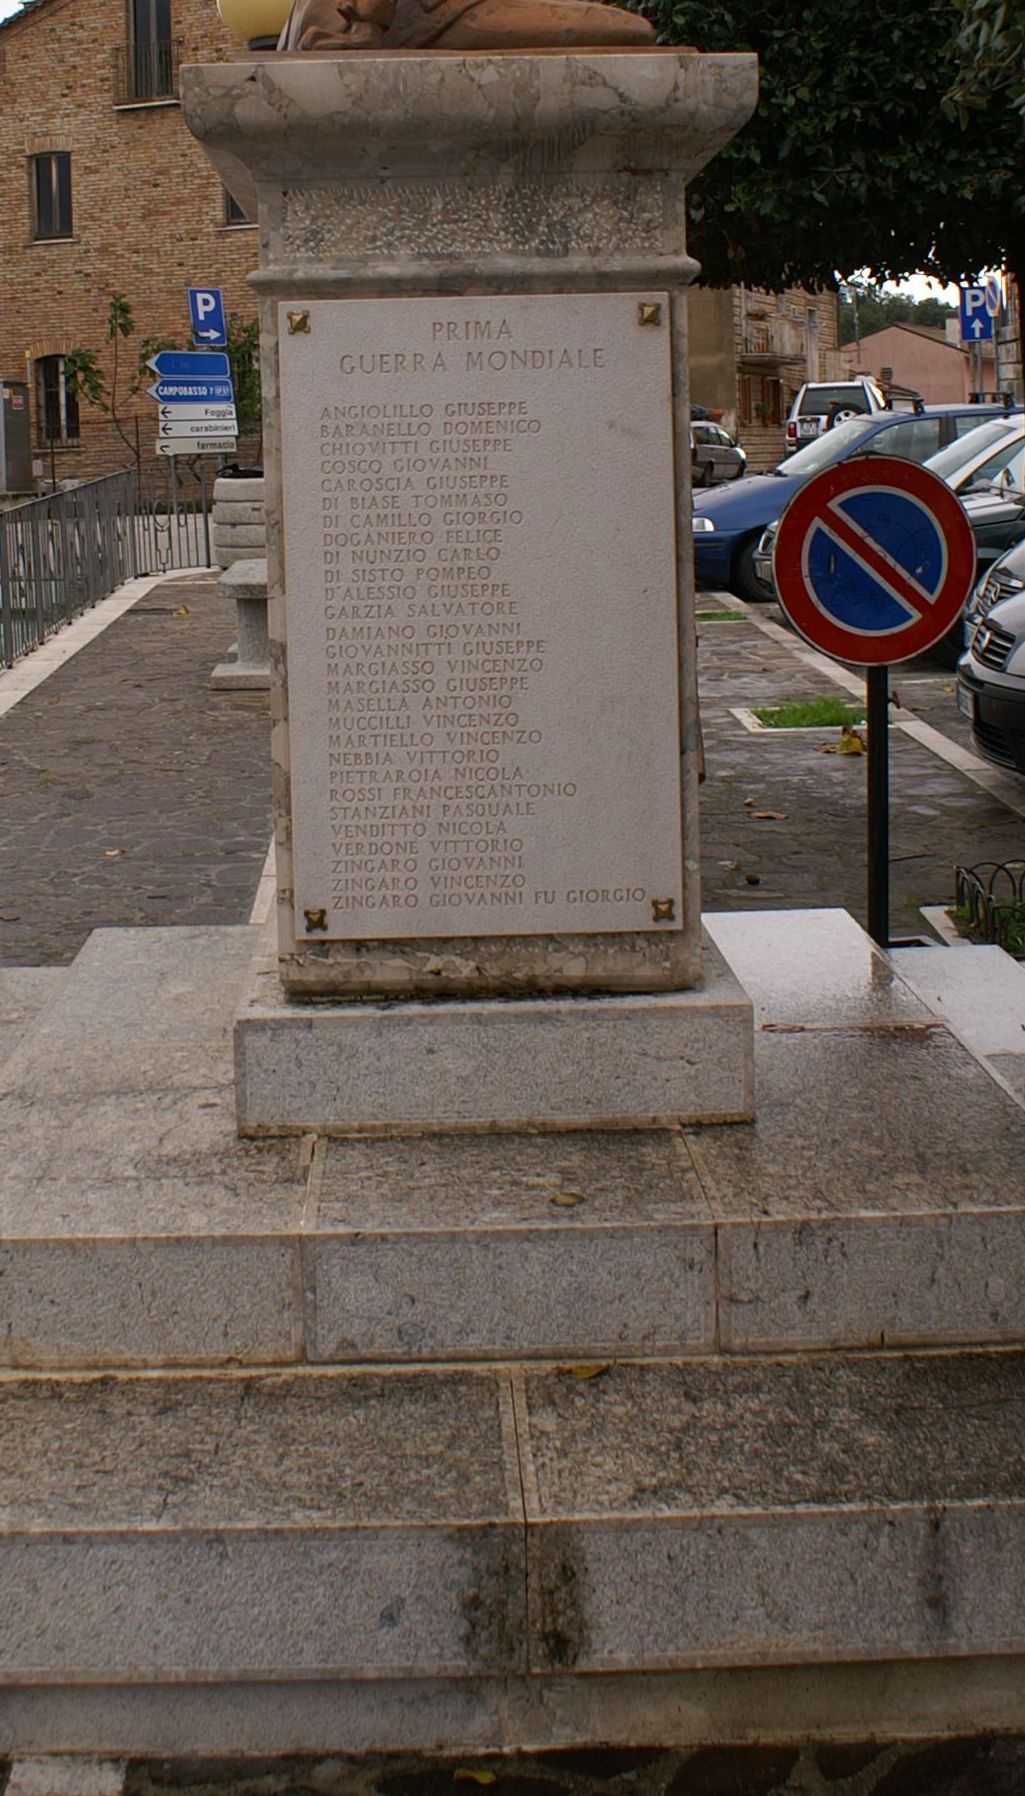 PRIMA
GUERRA MONDIALE
ANGIOLILLO GIUSEPPE
BARANELLO DOMENICO
CHIOVITTI GIUSEPPE
COSCO GIOVANNI
CAROSCIA GIUSEPPE
DI BIASE TOMMASO
DI CAMILLO GIORGIO
DOGANIERO FELICE
DI NUNZIO CARLO
DI SISTO POMPEO
D'ALESSIO GIUSEPPE
GARZIA SALVATORE
DAMIANO GIOVANNI
GIOVANNITTI GIUSEPPE
MARGIASSO VINCENZO
MARGIASSO GIUSEPPE
MASELLA ANTONIO
MUCCILLI VINCENZO
MARTIELLO VINCENZO
NEBBIA VITTORIO
PIETRAROIA NICOLA
ROSSI FRANCESCANTONIO
STANZIANI PASQUALE
VENDITTO NICOLA
VERDONE VITTORIO
ZINGARO GIOVANNI
ZINGARO VINCENZO
ZINGARO GIOVANNI FU GIORGIO
P
CAMPOBASSO
Foggia
carabinieri
farmacia
P